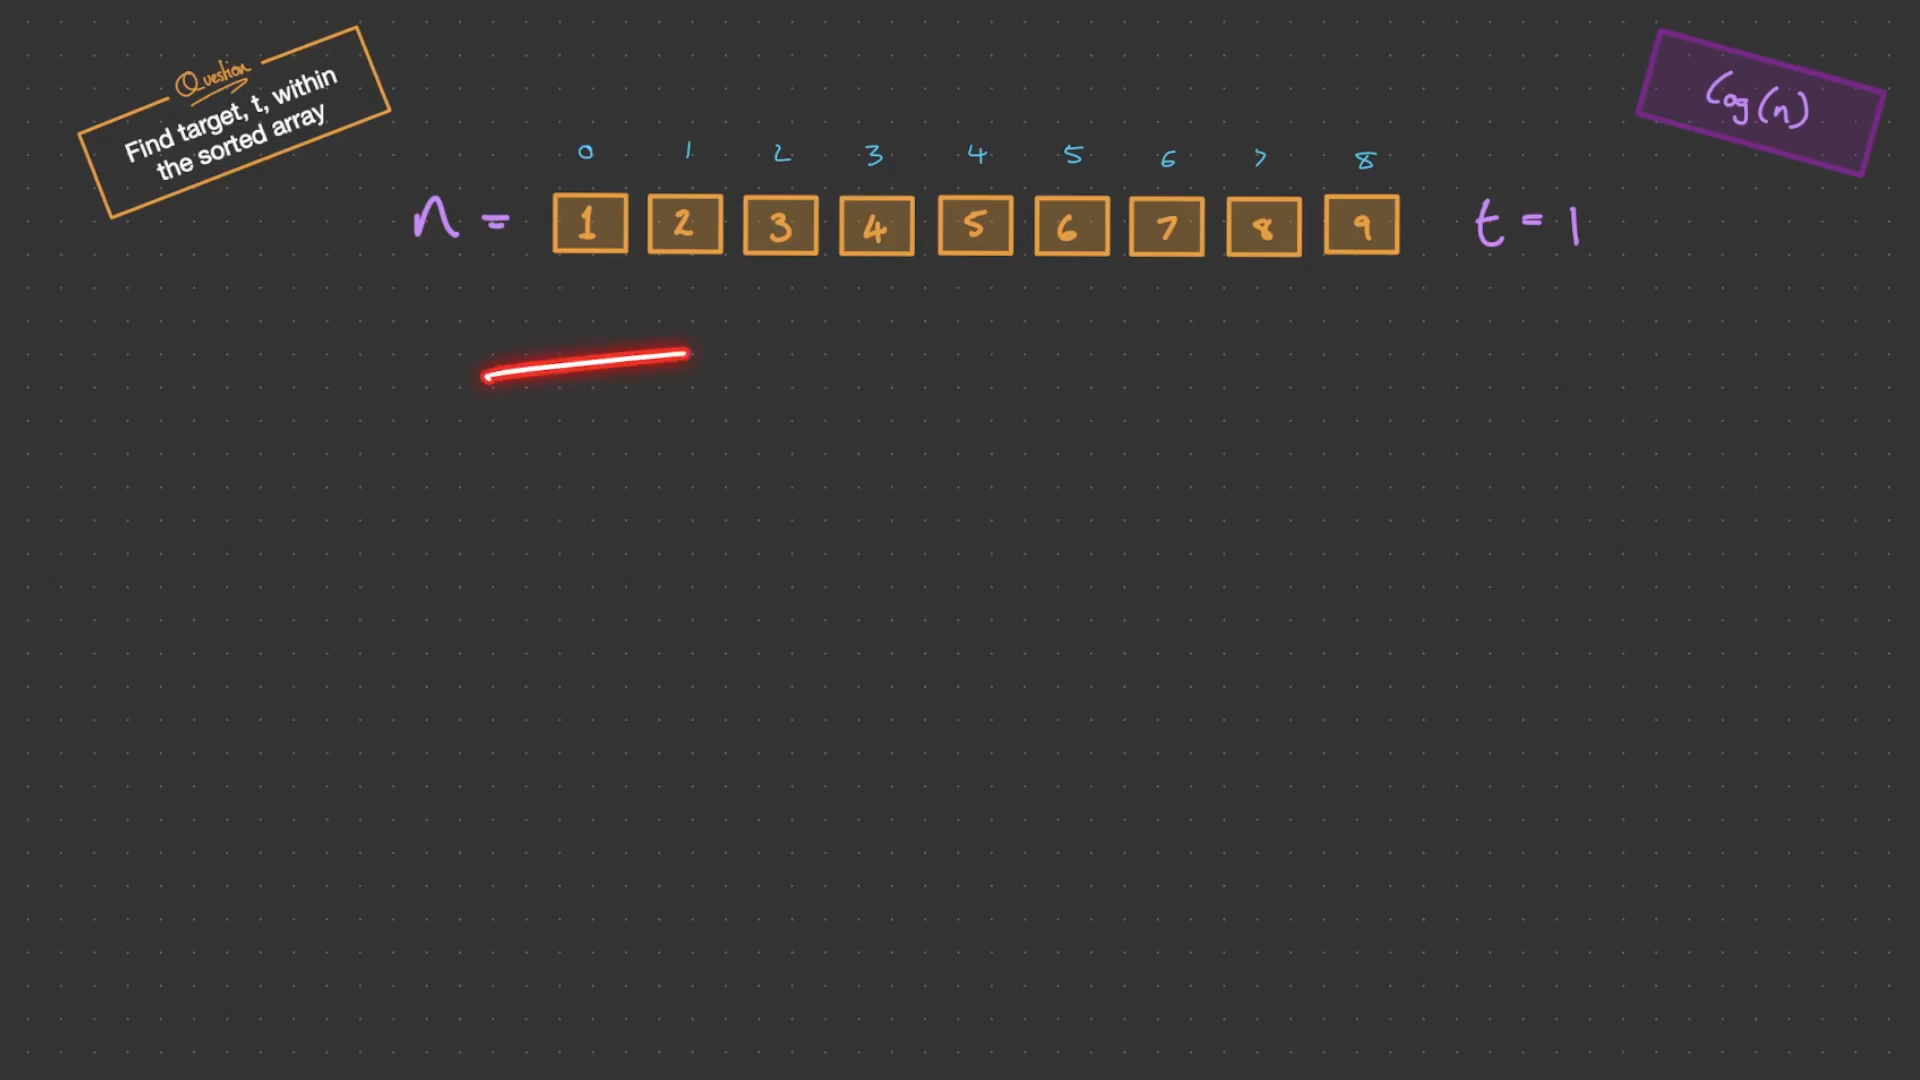 Question
Find target, t, within
the sorted array
Log(n)
0 1 2 3 4 5 6 7 8
n = 1 2 3 4 5 6 7 8 9 t = 1